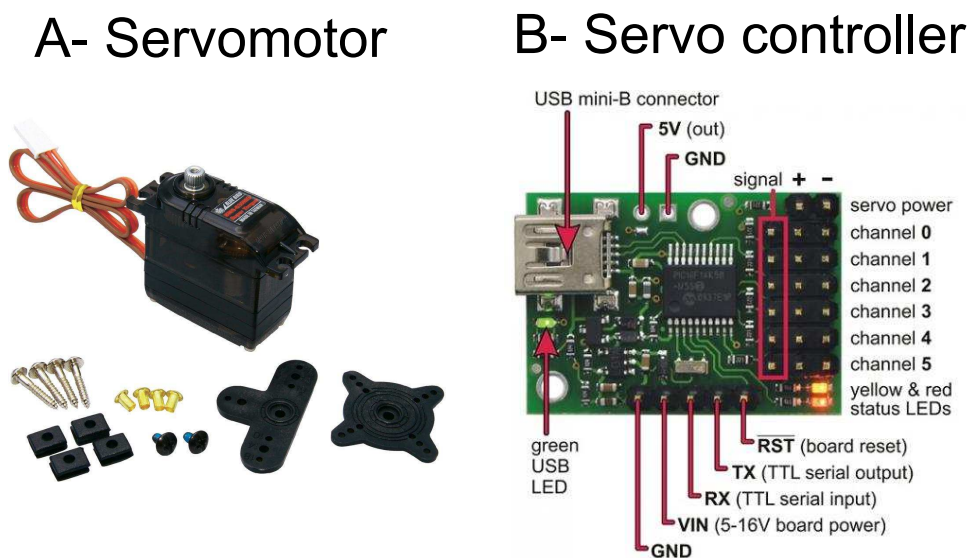 A- Servomotor
B- Servo controller
USB mini-B connector
5V (out)
GND
signal + -
servo power
channel 0
channel 1
channel 2
channel 3
channel 4
channel 5
yellow & red
status LEDs
green
USB
LED
RST (board reset)
TX (TTL serial output)
RX (TTL serial input)
VIN (5-16V board power)
GND